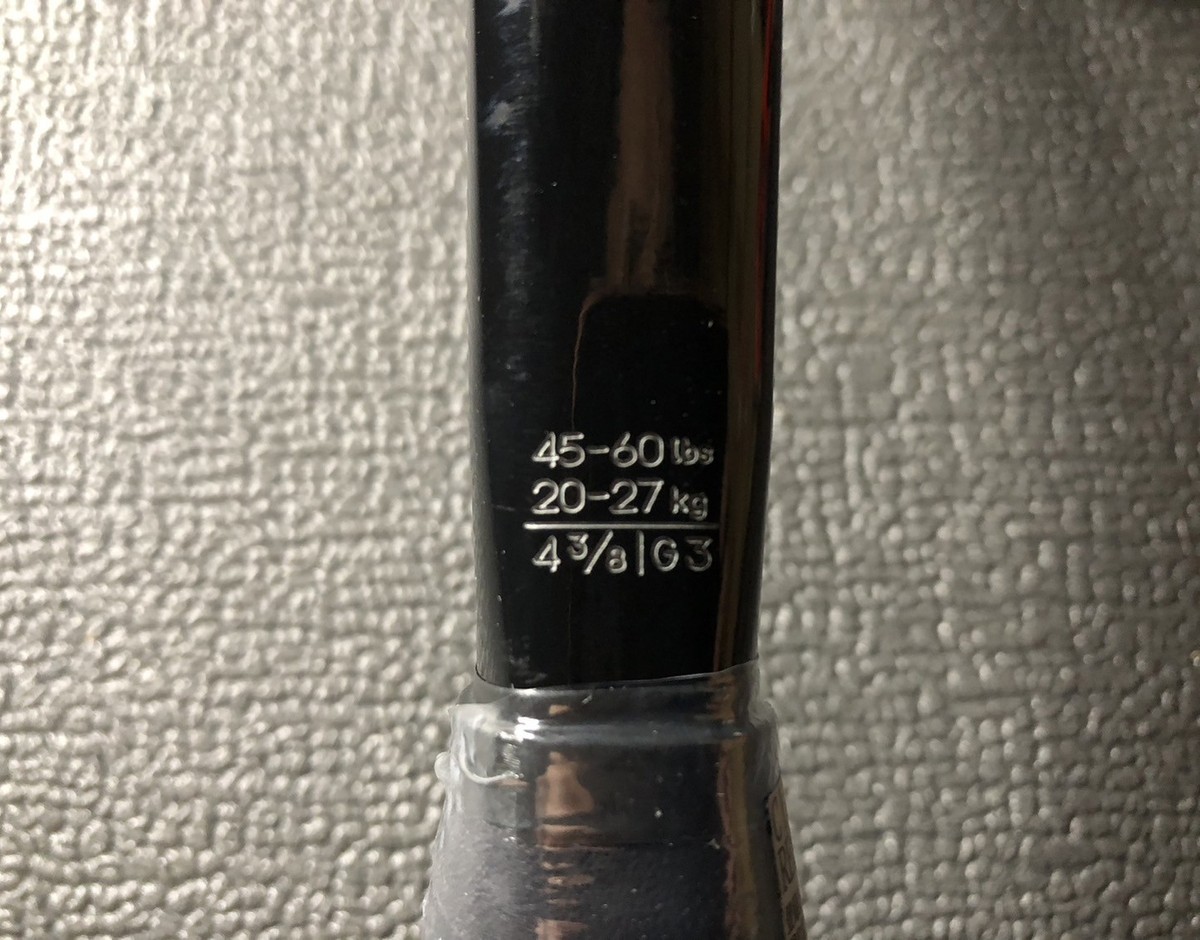 45-60 lbs
20-27 kg
4 3/8 | G3